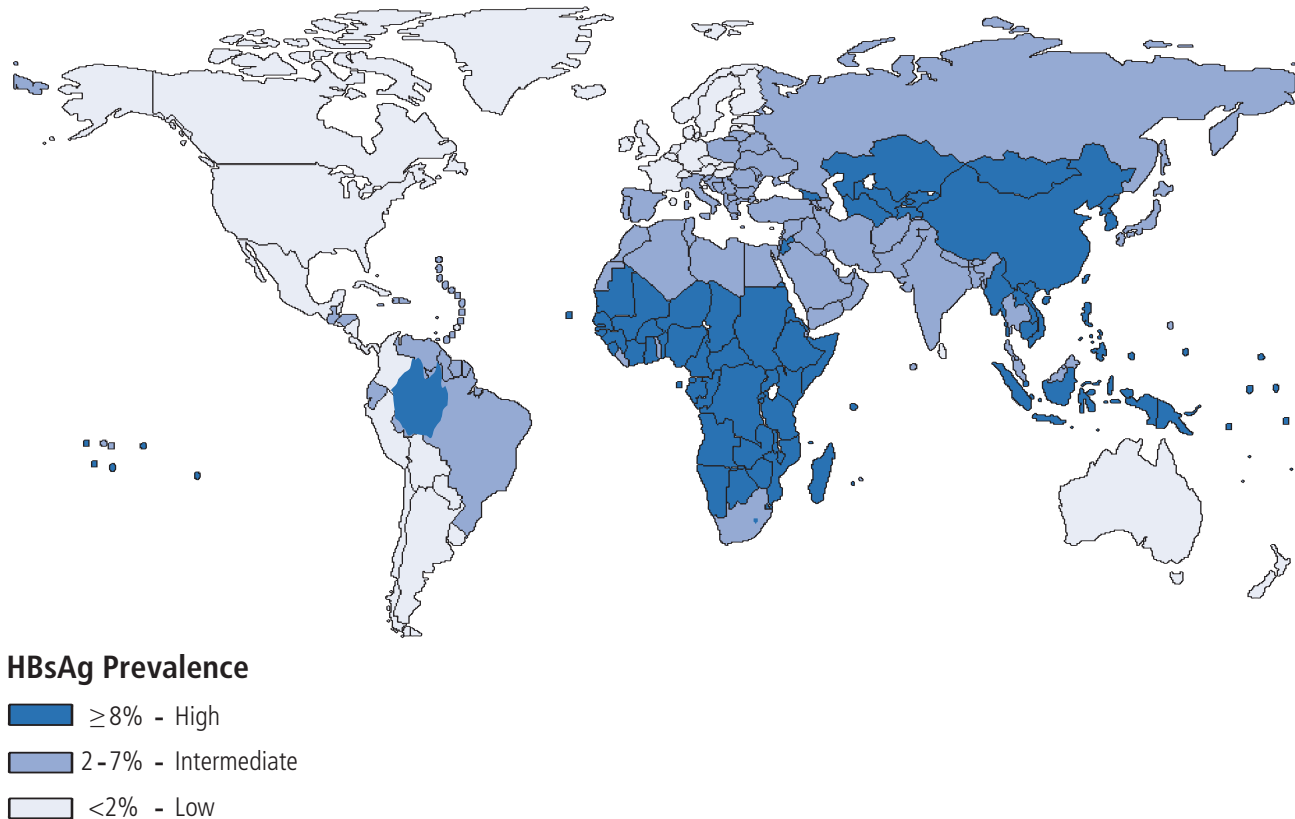 HBsAg Prevalence
≥8% - High
2-7% - Intermediate
<2% - Low